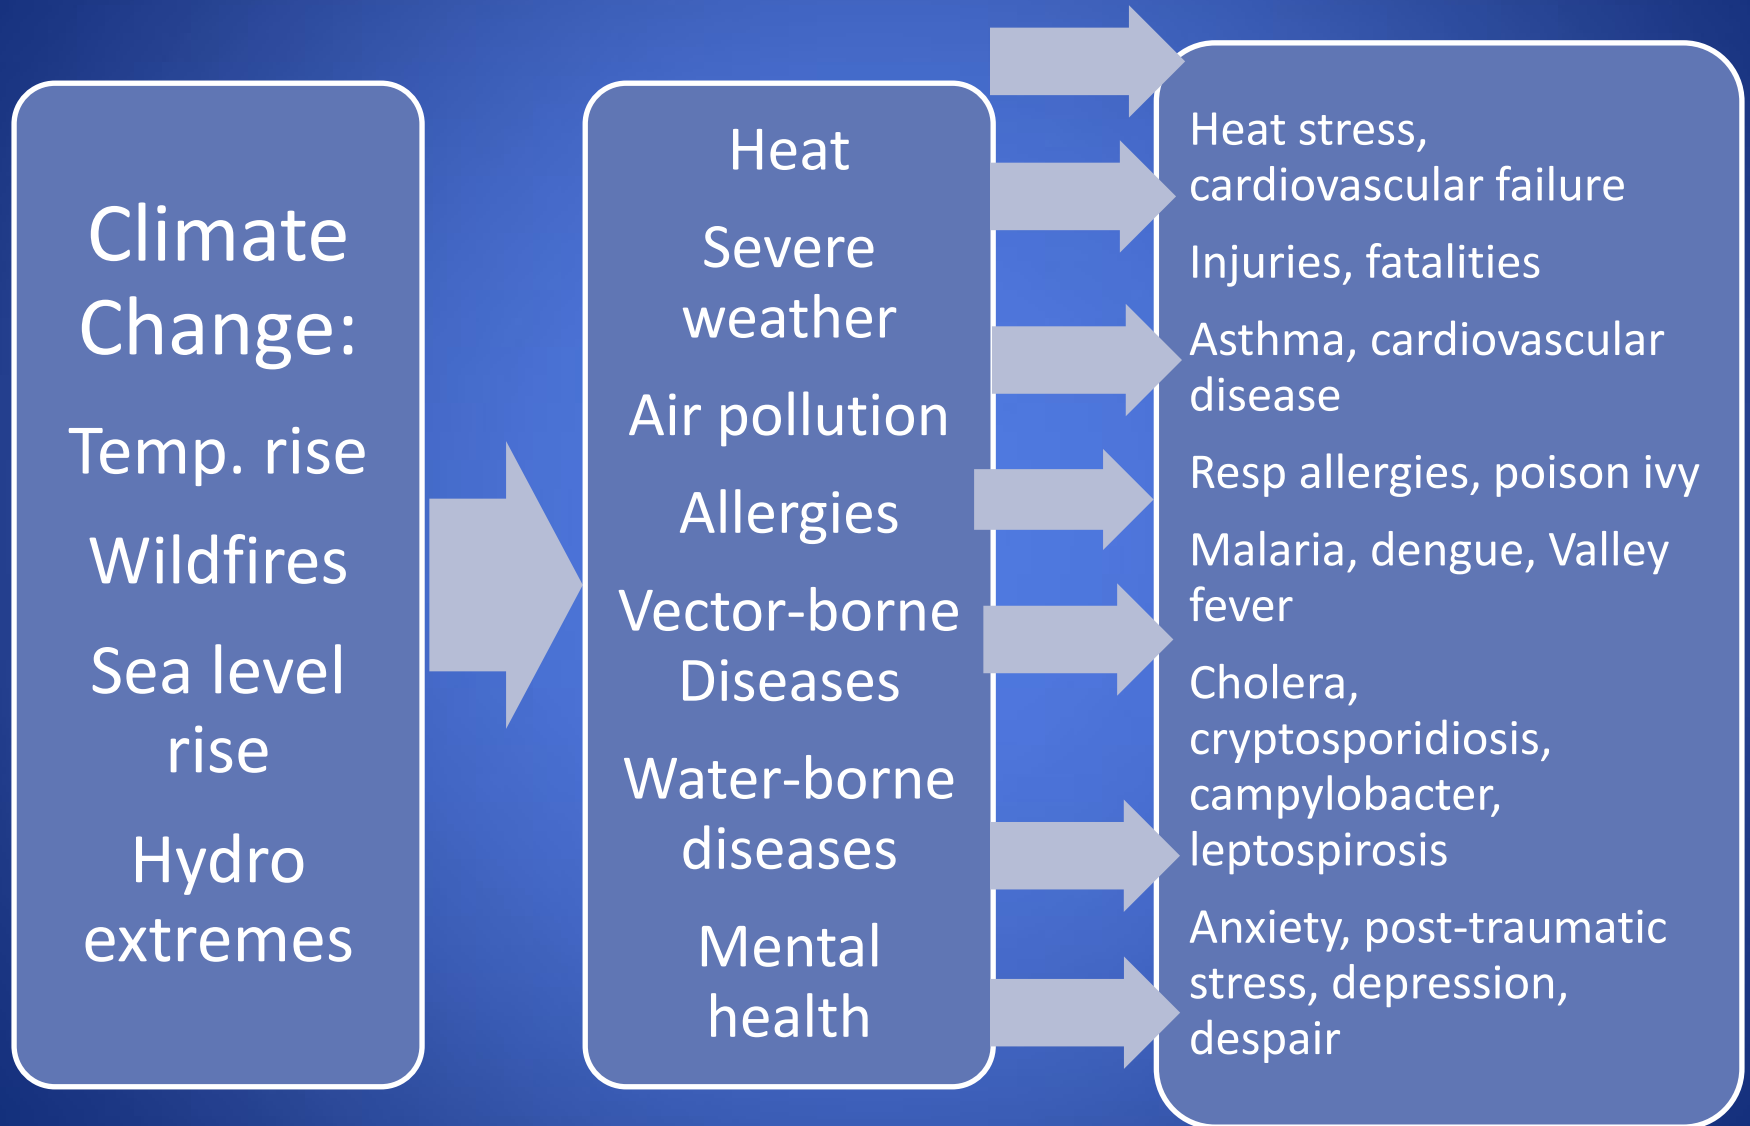 Climate
Change:
Temp. rise
Wildfires
Sea level
rise
Hydro
extremes
Heat
Severe
weather
Air pollution
Allergies
Vector-borne
Diseases
Water-borne
diseases
Mental
health
Heat stress,
cardiovascular failure
Injuries, fatalities
Asthma, cardiovascular
disease
Resp allergies, poison ivy
Malaria, dengue, Valley
fever
Cholera,
cryptosporidiosis,
campylobacter,
leptospirosis
Anxiety, post-traumatic
stress, depression,
despair